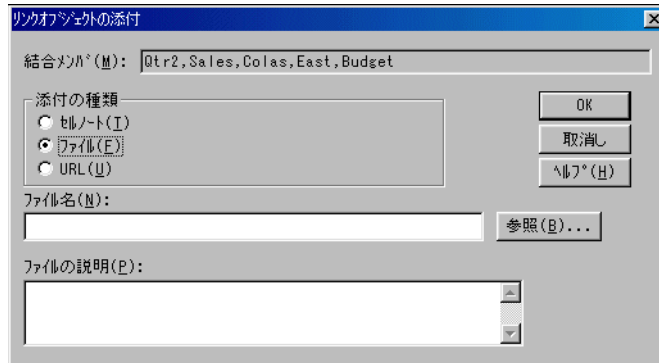 リンクオブジェクトの添付
結合メンバ(M): Qtr2,Sales,Colas,East,Budget
添付の種類
セルノート(T)
ファイル(F)
URL(U)
OK
取消し
ヘルプ(H)
ファイル名(N):
参照(B)...
ファイルの説明(P):